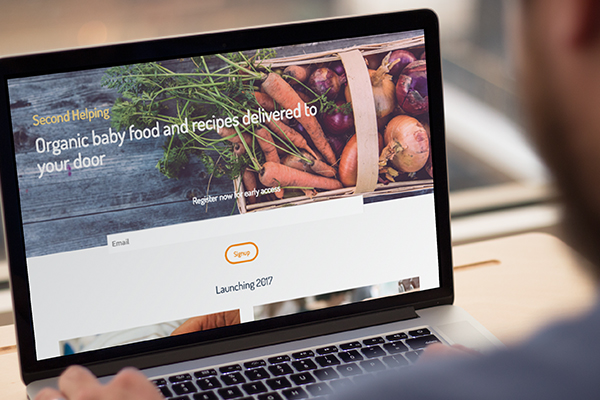 Second Helping
Organic baby food and recipes delivered to
your door
Register now for early access
Email
Signup
Launching 2017